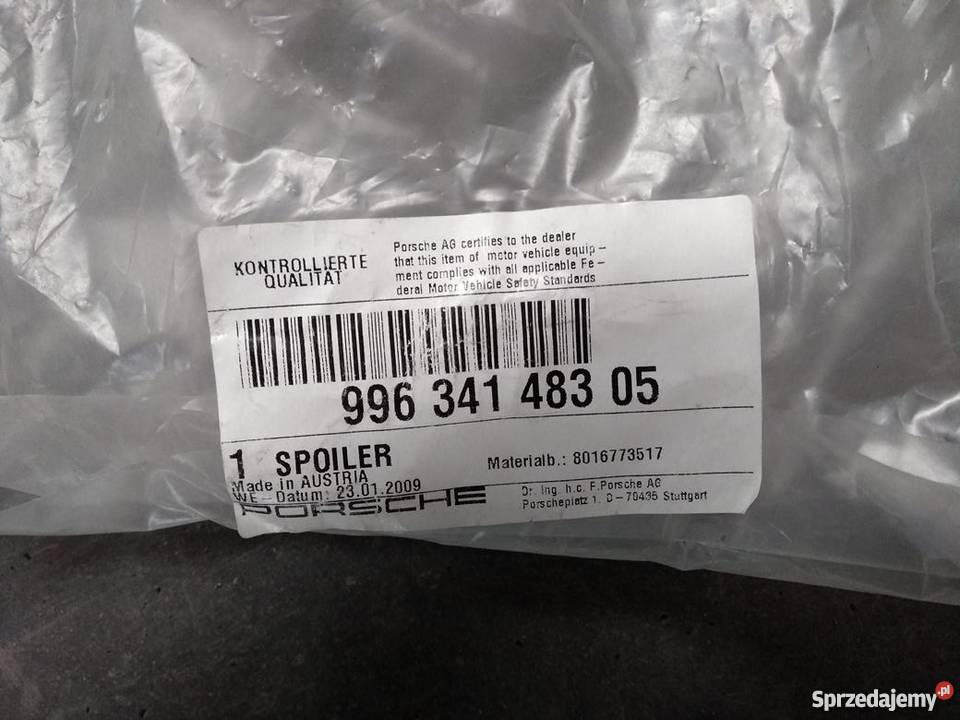 KONTROLLIERTE
QUALITÄT
Porsche AG certifies to the dealer
that this item of motor vehicle equip-
ment complies with all applicable Fe-
deral Motor Vehicle Safety Standards
996 341 483 05
1 SPOILER
Materialb.: 8016773517
Made in AUSTRIA
WE-Datum: 23.01.2009
PORSCHE
Dr. Ing. h.c. F.Porsche AG
Porscheplatz 1. D-70435 Stuttgart
Sprzedajemy.pl